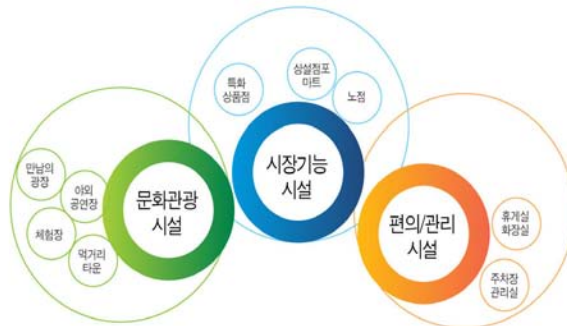 특화
상품점
상설점포
마트
노점
시장기능
시설
만남의
광장
야외
공연장
체험장
먹거리
타운
문화관광
시설
편의/관리
시설
휴게실
화장실
주차장
관리실